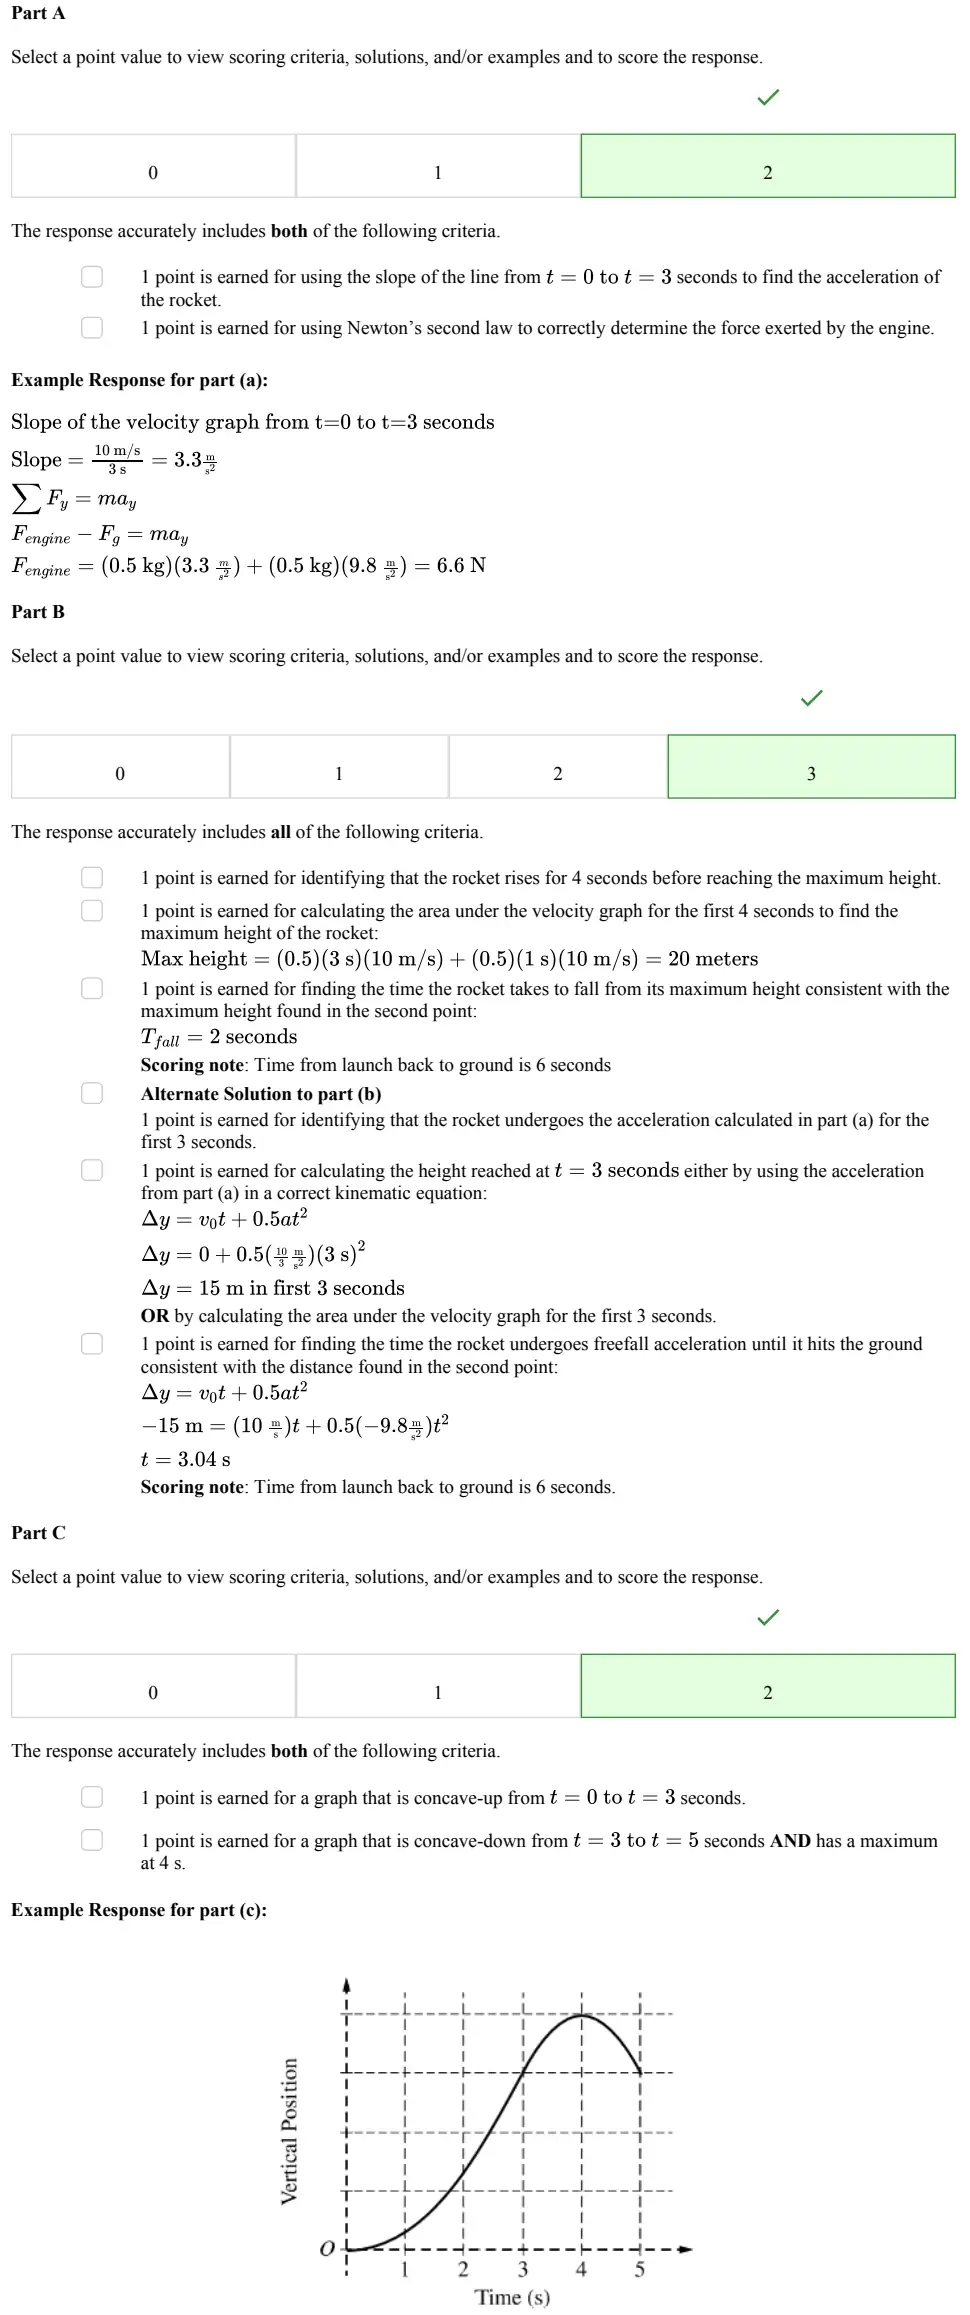 Part A
Select a point value to view scoring criteria, solutions, and/or examples and to score the response.
0 1 2
The response accurately includes both of the following criteria.
1 point is earned for using the slope of the line from t = 0 to t = 3 seconds to find the acceleration of
the rocket.
1 point is earned for using Newton's second law to correctly determine the force exerted by the engine.
Example Response for part (a):
Slope of the velocity graph from t=0 to t=3 seconds
Slope = 10 m/s / 3 s = 3.3 m/s²
∑ F_y = ma_y
F_engine − F_g = ma_y
F_engine = (0.5 kg)(3.3 m/s²) + (0.5 kg)(9.8 m/s²) = 6.6 N
Part B
Select a point value to view scoring criteria, solutions, and/or examples and to score the response.
0 1 2 3
The response accurately includes all of the following criteria.
1 point is earned for identifying that the rocket rises for 4 seconds before reaching the maximum height.
1 point is earned for calculating the area under the velocity graph for the first 4 seconds to find the
maximum height of the rocket:
Max height = (0.5)(3 s)(10 m/s) + (0.5)(1 s)(10 m/s) = 20 meters
1 point is earned for finding the time the rocket takes to fall from its maximum height consistent with the
maximum height found in the second point:
T_fall = 2 seconds
Scoring note: Time from launch back to ground is 6 seconds
Alternate Solution to part (b)
1 point is earned for identifying that the rocket undergoes the acceleration calculated in part (a) for the
first 3 seconds.
1 point is earned for calculating the height reached at t = 3 seconds either by using the acceleration
from part (a) in a correct kinematic equation:
Δy = v₀t + 0.5at²
Δy = 0 + 0.5(10/3 m/s²)(3 s)²
Δy = 15 m in first 3 seconds
OR by calculating the area under the velocity graph for the first 3 seconds.
1 point is earned for finding the time the rocket undergoes freefall acceleration until it hits the ground
consistent with the distance found in the second point:
Δy = v₀t + 0.5at²
−15 m = (10 m/s)t + 0.5(−9.8 m/s²)t²
t = 3.04 s
Scoring note: Time from launch back to ground is 6 seconds.
Part C
Select a point value to view scoring criteria, solutions, and/or examples and to score the response.
0 1 2
The response accurately includes both of the following criteria.
1 point is earned for a graph that is concave-up from t = 0 to t = 3 seconds.
1 point is earned for a graph that is concave-down from t = 3 to t = 5 seconds AND has a maximum
at 4 s.
Example Response for part (c):
Vertical Position
O
1 2 3 4 5
Time (s)